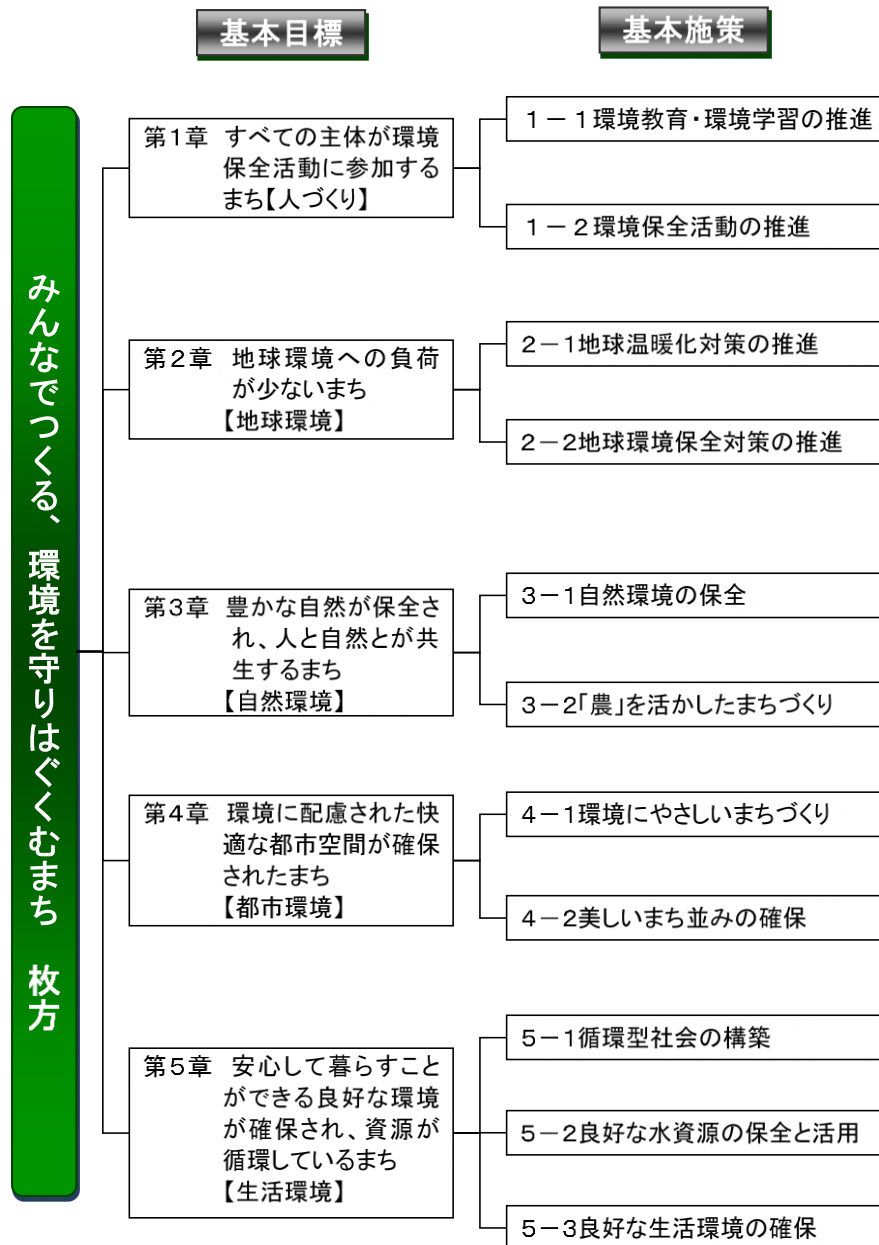 基本目標
基本施策
みんなでつくる、環境を守りはぐくむまち　枚方
第1章　すべての主体が環境
保全活動に参加する
まち【人づくり】
1－1環境教育・環境学習の推進
1－2環境保全活動の推進
第2章　地球環境への負荷
が少ないまち
【地球環境】
2－1地球温暖化対策の推進
2－2地球環境保全対策の推進
第3章　豊かな自然が保全さ
れ、人と自然とが共
生するまち
【自然環境】
3－1自然環境の保全
3－2「農」を活かしたまちづくり
第4章　環境に配慮された快
適な都市空間が確保
されたまち
【都市環境】
4－1環境にやさしいまちづくり
4－2美しいまち並みの確保
第5章　安心して暮らすこと
ができる良好な環境
が確保され、資源が
循環しているまち
【生活環境】
5－1循環型社会の構築
5－2良好な水資源の保全と活用
5－3良好な生活環境の確保